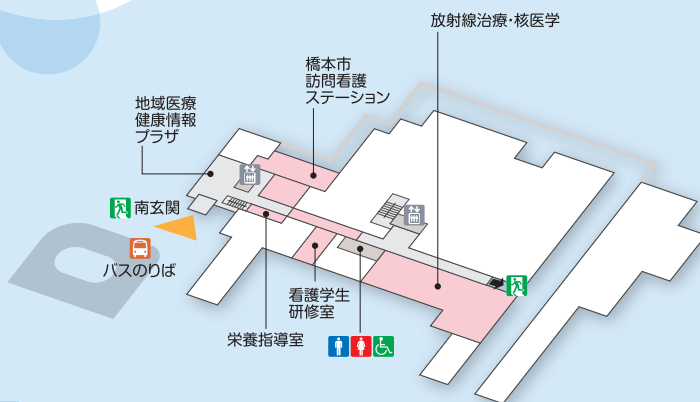 放射線治療・核医学
橋本市
訪問看護
ステーション
地域医療
健康情報
プラザ
南玄関
バスのりば
看護学生
研修室
栄養指導室